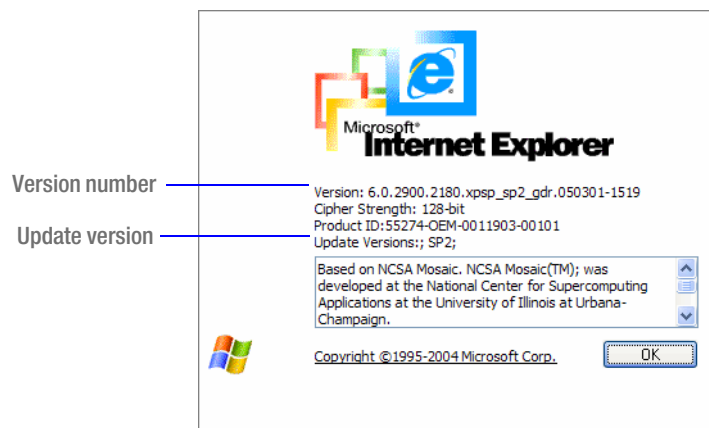 Microsoft®
Internet Explorer
Version number
Version: 6.0.2900.2180.xpsp_sp2_gdr.050301-1519
Cipher Strength: 128-bit
Product ID:55274-OEM-0011903-00101
Update version
Update Versions:; SP2;
Based on NCSA Mosaic. NCSA Mosaic(TM); was
developed at the National Center for Supercomputing
Applications at the University of Illinois at Urbana-
Champaign.
Copyright ©1995-2004 Microsoft Corp.
OK